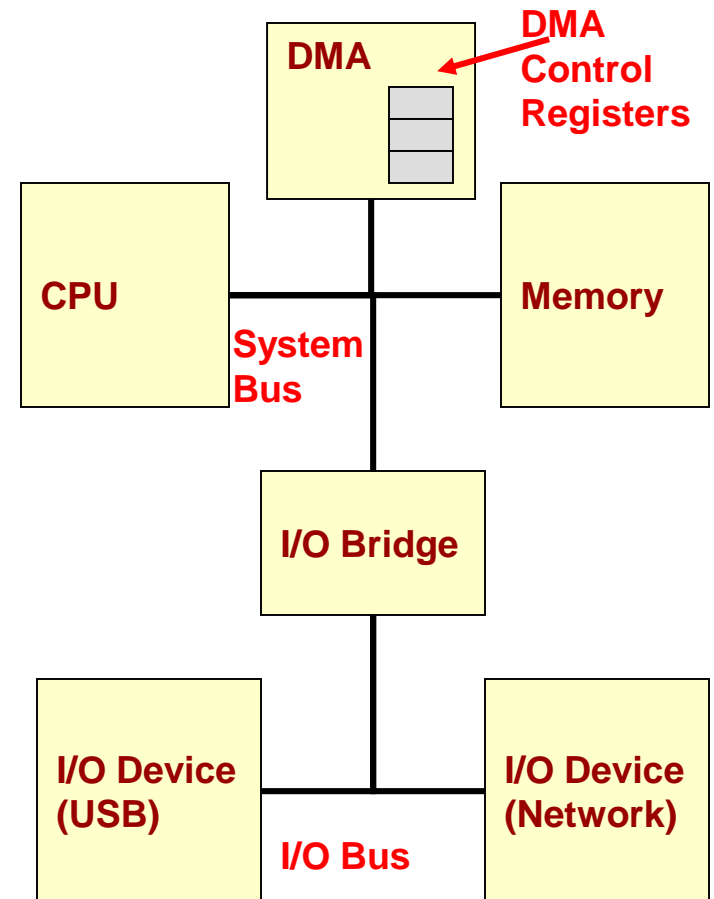 DMA
DMA
Control
Registers
CPU
Memory
System
Bus
I/O Bridge
I/O Device
(USB)
I/O Device
(Network)
I/O Bus